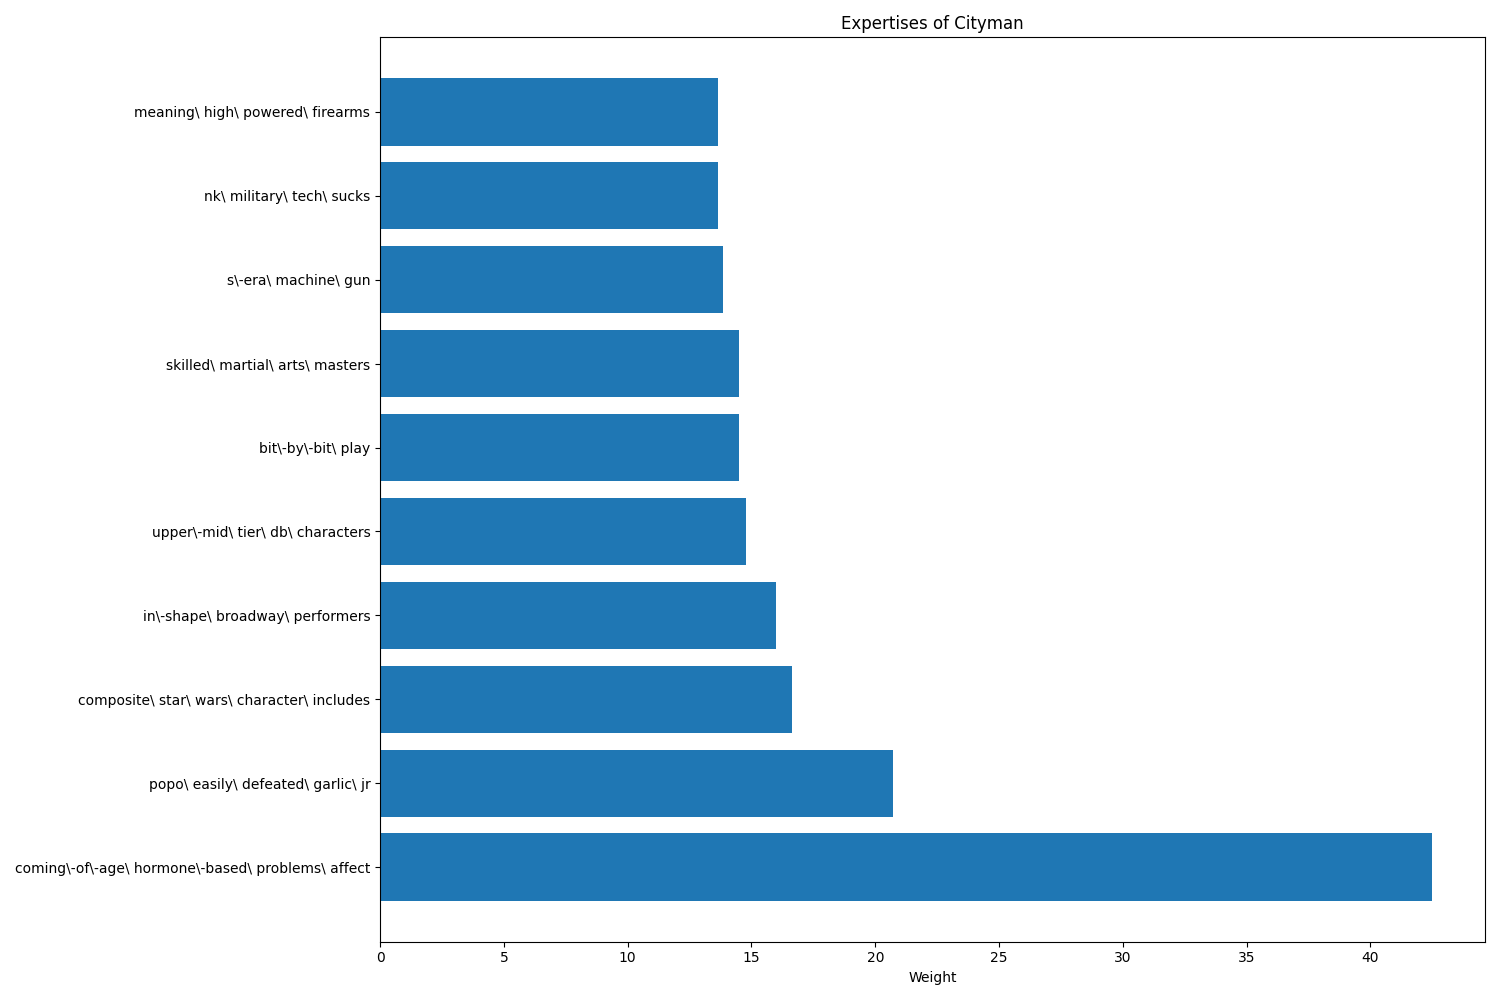 Expertises of Cityman
meaning\ high\ powered\ firearms
nk\ military\ tech\ sucks
s\-era\ machine\ gun
skilled\ martial\ arts\ masters
bit\-by\-bit\ play
upper\-mid\ tier\ db\ characters
in\-shape\ broadway\ performers
composite\ star\ wars\ character\ includes
popo\ easily\ defeated\ garlic\ jr
coming\-of\-age\ hormone\-based\ problems\ affect
0 5 10 15 20 25 30 35 40
Weight